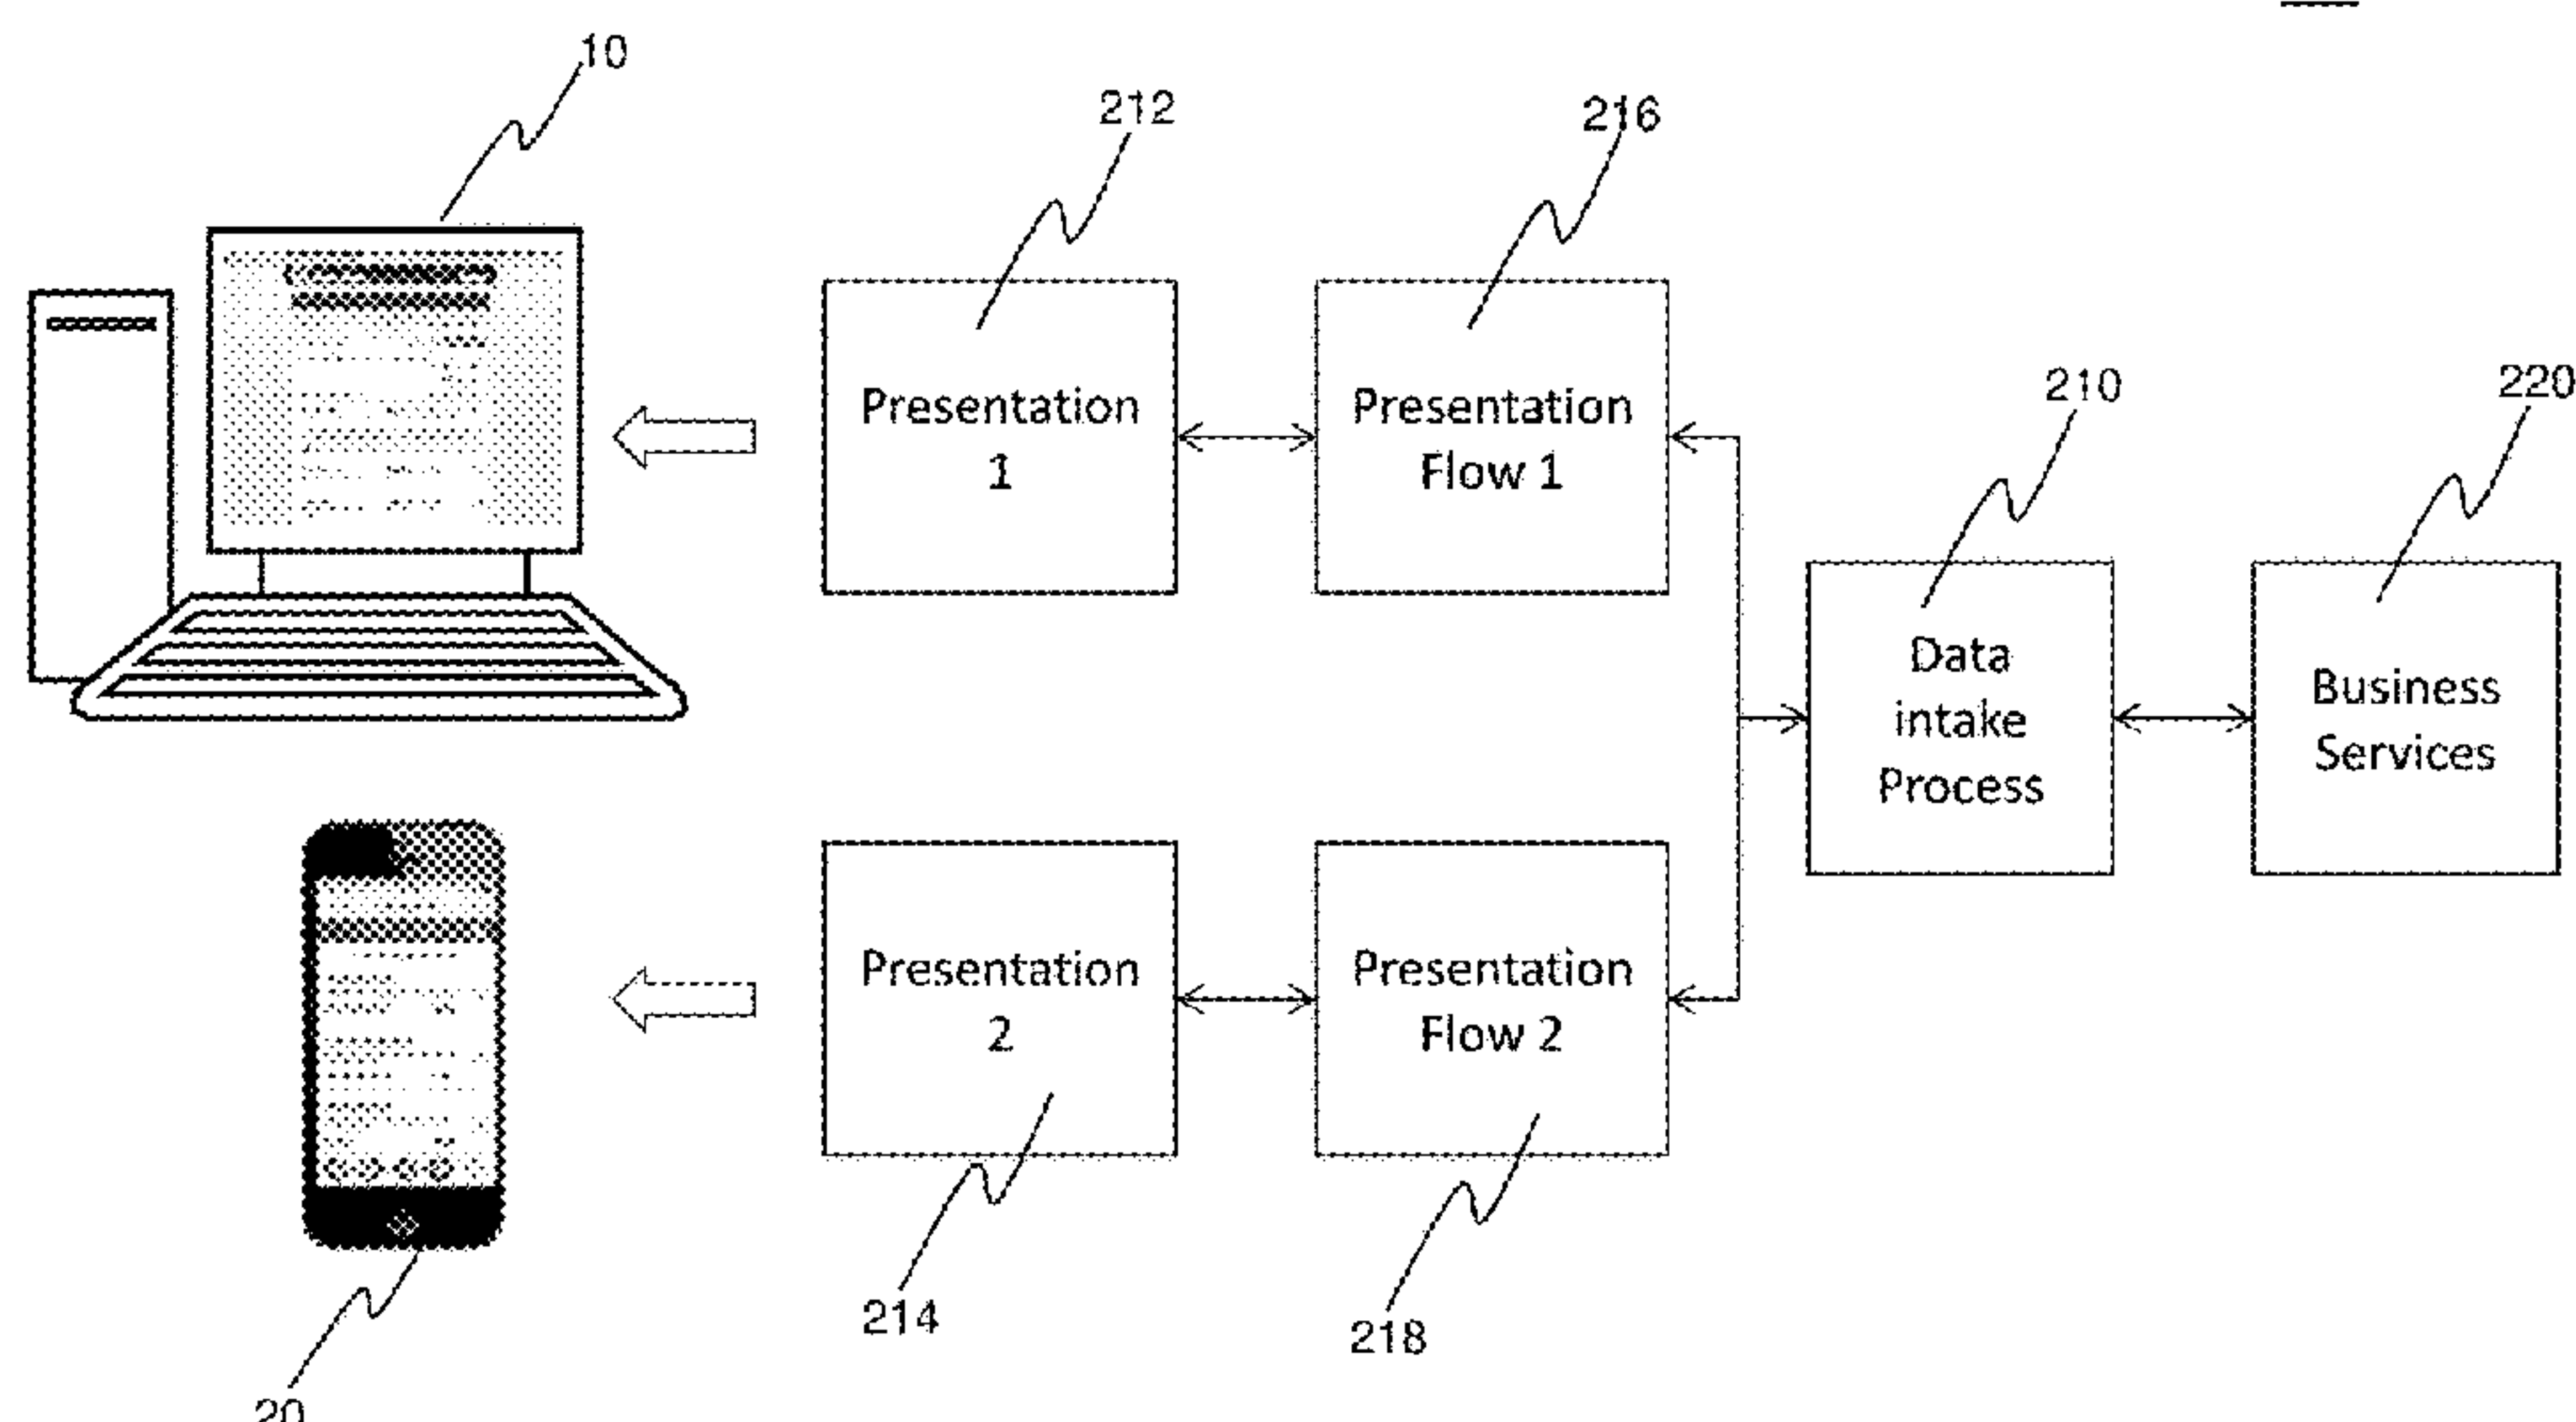 10
212
216
210
220
Presentation
1
Presentation
Flow 1
Data
intake
Process
Business
Services
Presentation
2
Presentation
Flow 2
214
218
20